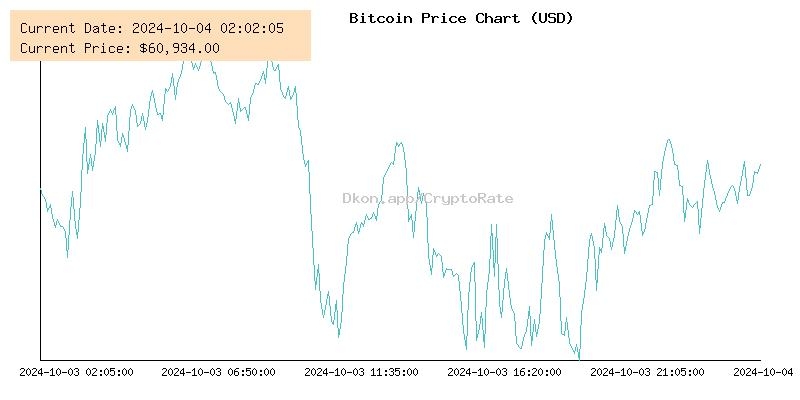 Bitcoin Price Chart (USD)
Current Date: 2024-10-04 02:02:05
Current Price: $60,934.00
Dkon.app/CryptoRate
2024-10-03 02:05:00 2024-10-03 06:50:00 2024-10-03 11:35:00 2024-10-03 16:20:00 2024-10-03 21:05:00 2024-10-04